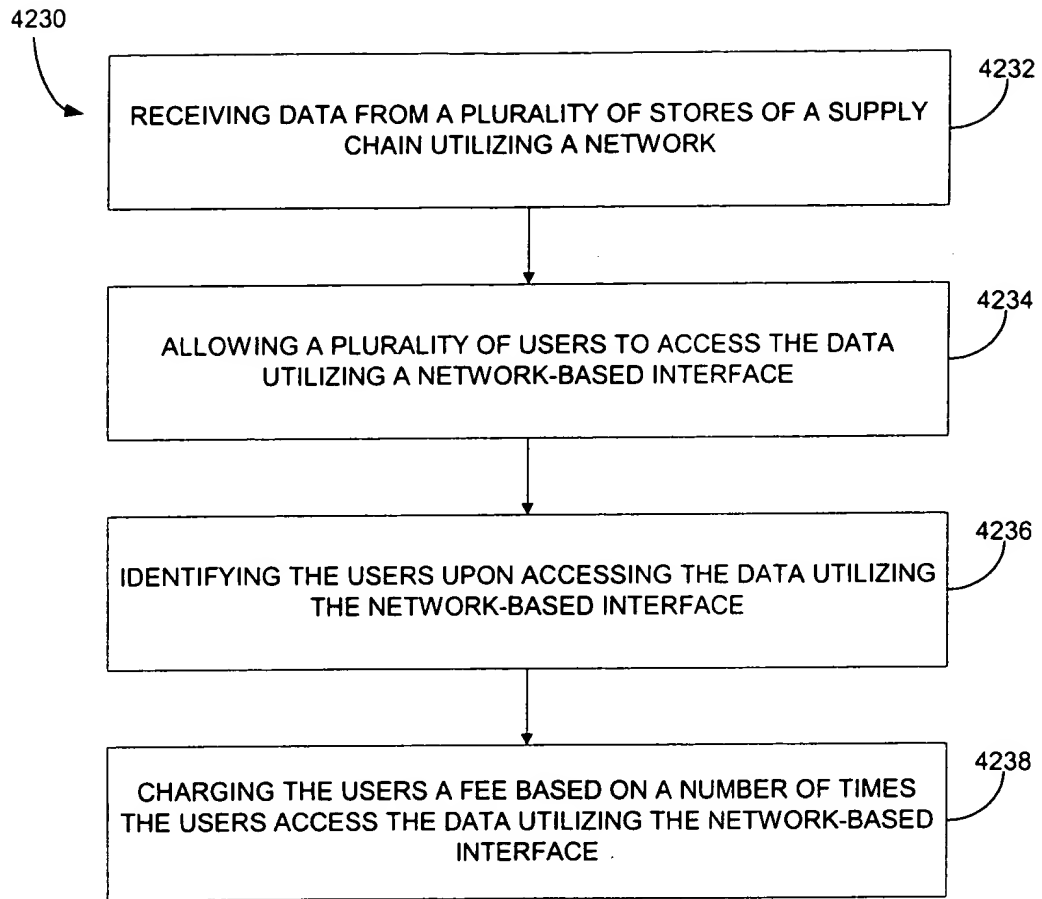 4230
4232
RECEIVING DATA FROM A PLURALITY OF STORES OF A SUPPLY
CHAIN UTILIZING A NETWORK
4234
ALLOWING A PLURALITY OF USERS TO ACCESS THE DATA
UTILIZING A NETWORK-BASED INTERFACE
4236
IDENTIFYING THE USERS UPON ACCESSING THE DATA UTILIZING
THE NETWORK-BASED INTERFACE
4238
CHARGING THE USERS A FEE BASED ON A NUMBER OF TIMES
THE USERS ACCESS THE DATA UTILIZING THE NETWORK-BASED
INTERFACE